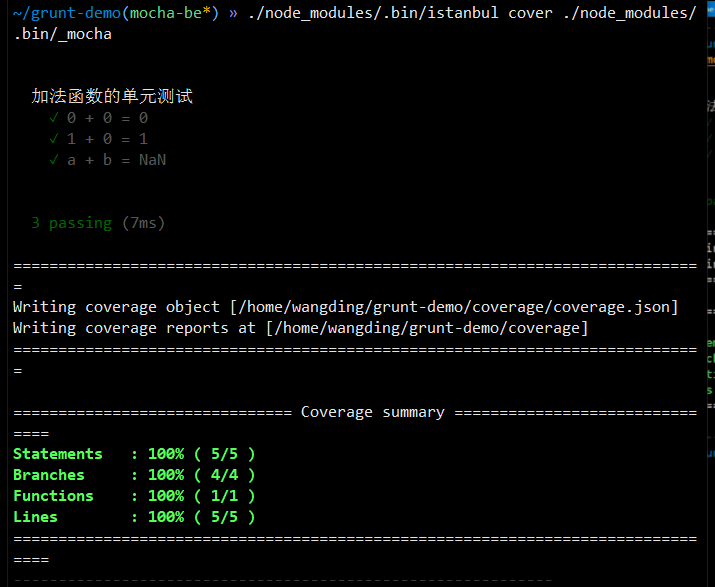 ~/grunt-demo(mocha-be*) » ./node_modules/.bin/istanbul cover ./node_modules/
.bin/_mocha
加法函数的单元测试
✓ 0 + 0 = 0
✓ 1 + 0 = 1
✓ a + b = NaN
3 passing (7ms)
============================================================================
=
Writing coverage object [/home/wangding/grunt-demo/coverage/coverage.json]
Writing coverage reports at [/home/wangding/grunt-demo/coverage]
============================================================================
=
=============================== Coverage summary ===========================
====
Statements   : 100% ( 5/5 )
Branches     : 100% ( 4/4 )
Functions    : 100% ( 1/1 )
Lines        : 100% ( 5/5 )
============================================================================
====
------------------------------------------------------------